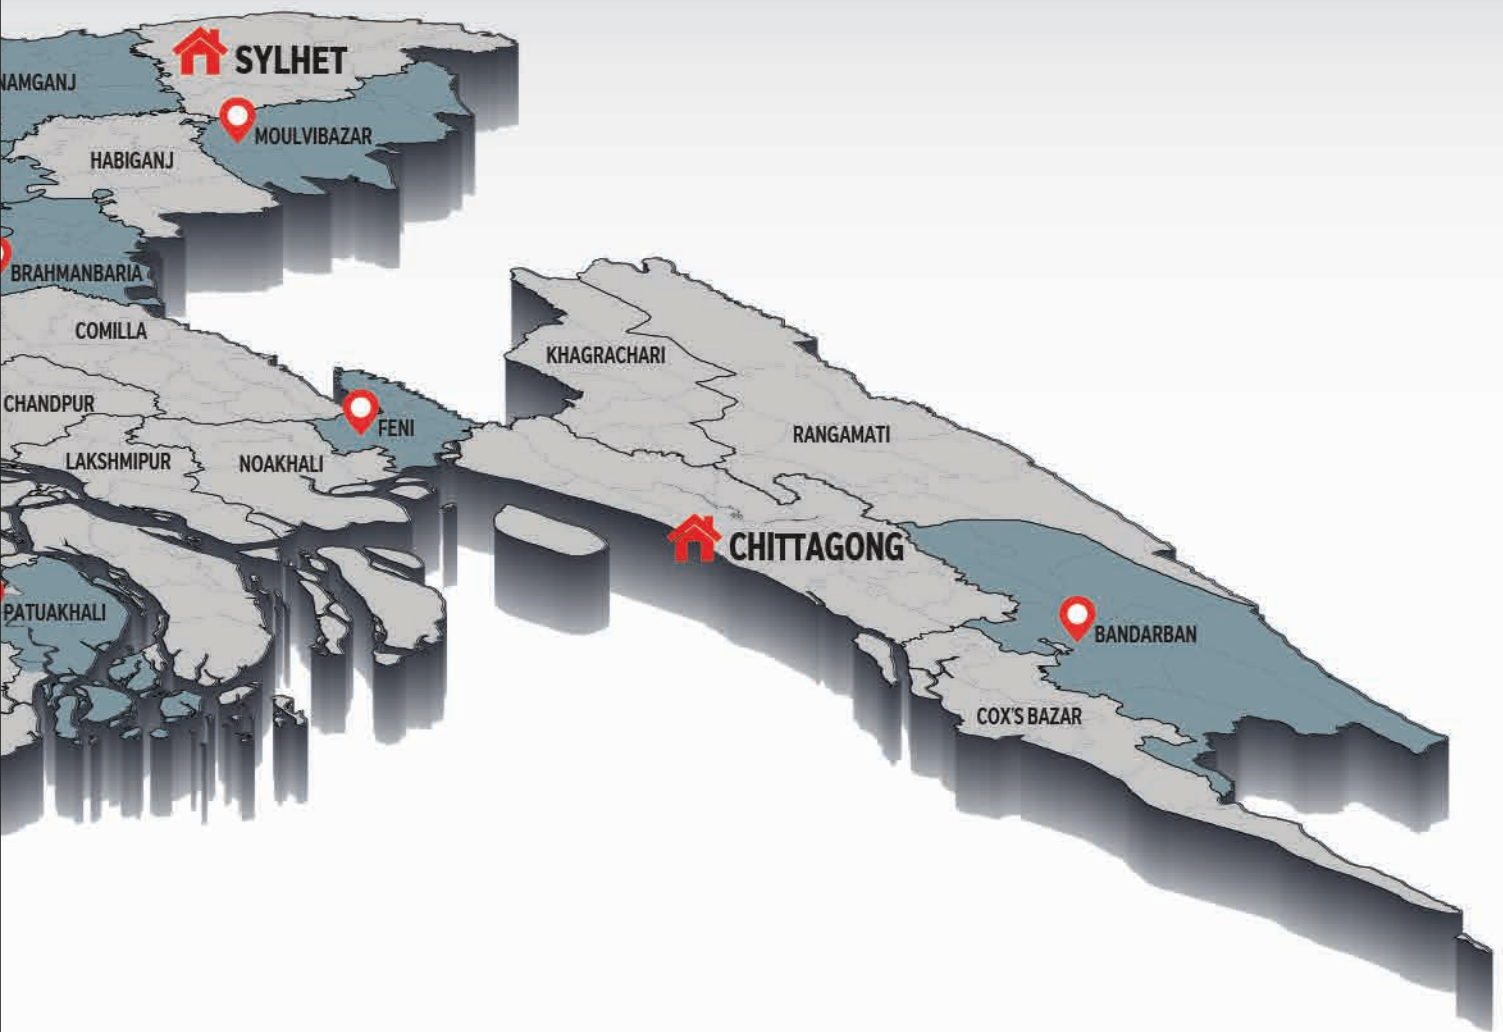 SYLHET
NAMGANJ
MOULVIBAZAR
HABIGANJ
BRAHMANBARIA
COMILLA
KHAGRACHARI
CHANDPUR
FENI
RANGAMATI
LAKSHMIPUR
NOAKHALI
CHITTAGONG
PATUAKHALI
BANDARBAN
COX'S BAZAR